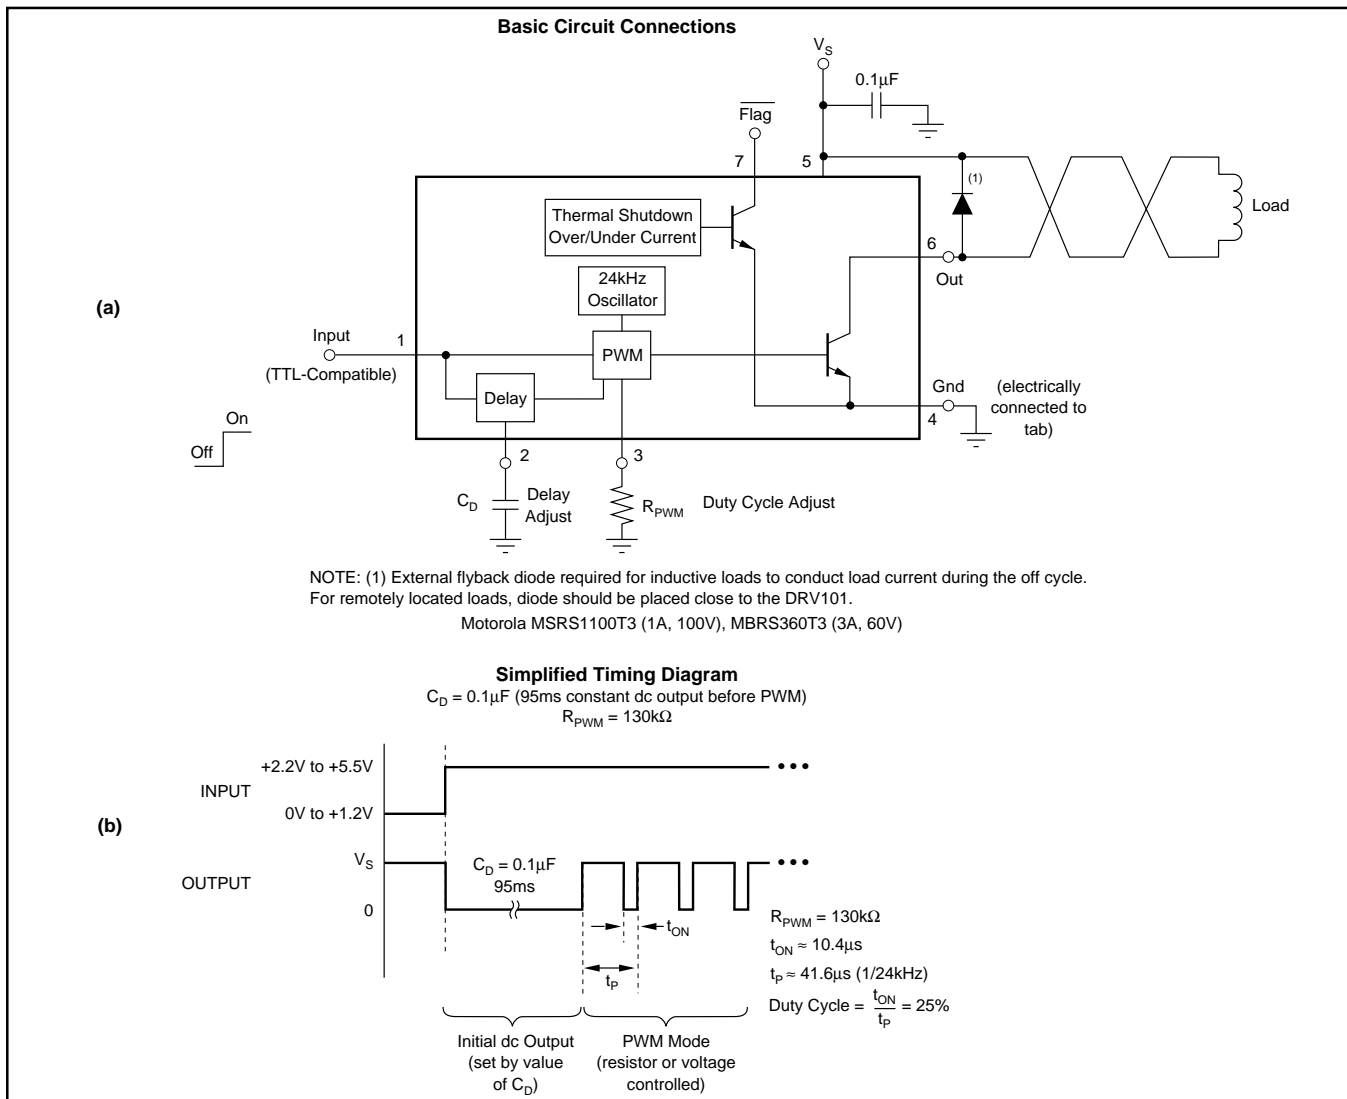 Basic Circuit Connections
V_S
0.1µF
Flag
7
5
(1)
Load
Thermal Shutdown
Over/Under Current
6
Out
24kHz
Oscillator
(a)
Input
1
(TTL-Compatible)
PWM
Delay
Gnd
4
(electrically
connected to
tab)
On
Off
2
3
C_D
Delay
Adjust
R_PWM
Duty Cycle Adjust
NOTE: (1) External flyback diode required for inductive loads to conduct load current during the off cycle.
For remotely located loads, diode should be placed close to the DRV101.
Motorola MSRS1100T3 (1A, 100V), MBRS360T3 (3A, 60V)
Simplified Timing Diagram
C_D = 0.1µF (95ms constant dc output before PWM)
R_PWM = 130kΩ
+2.2V to +5.5V
INPUT
0V to +1.2V
(b)
V_S
OUTPUT
0
C_D = 0.1µF
95ms
t_ON
t_P
R_PWM = 130kΩ
t_ON ≈ 10.4µs
t_P ≈ 41.6µs (1/24kHz)
Duty Cycle = t_ON/t_P = 25%
Initial dc Output
(set by value
of C_D)
PWM Mode
(resistor or voltage
controlled)